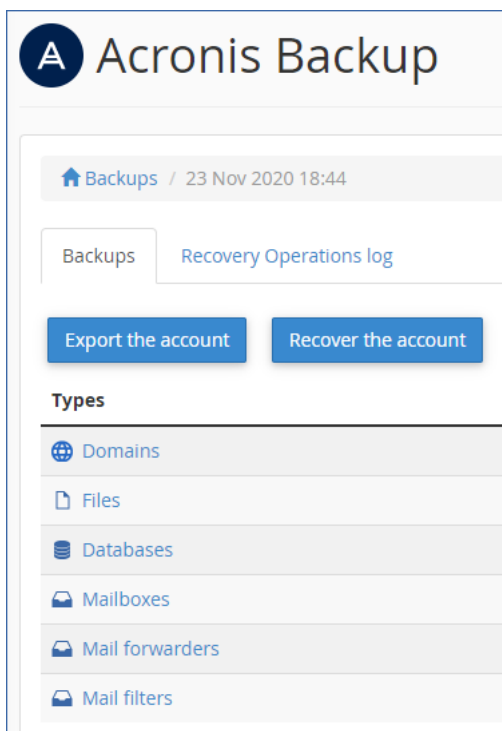 Acronis Backup
Backups / 23 Nov 2020 18:44
Backups Recovery Operations log
Export the account Recover the account
Types
Domains
Files
Databases
Mailboxes
Mail forwarders
Mail filters